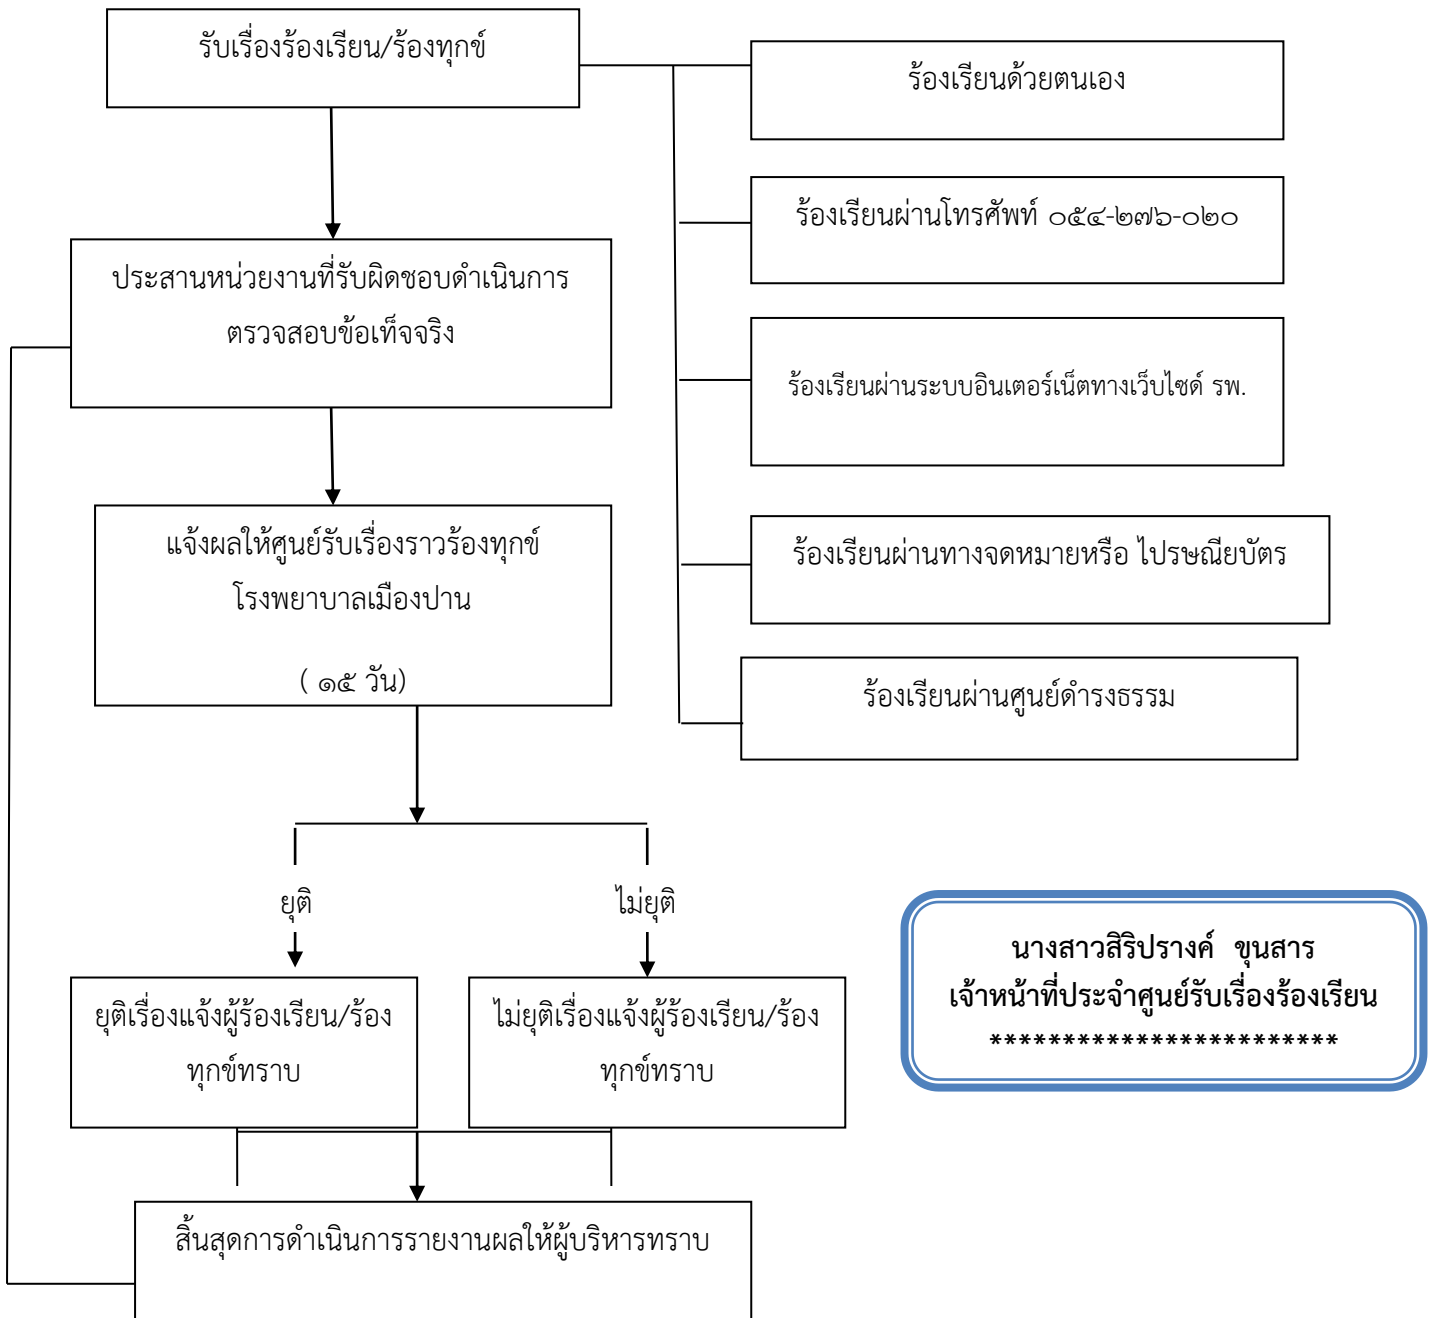 รับเรื่องร้องเรียน/ร้องทุกข์
ร้องเรียนด้วยตนเอง
ร้องเรียนผ่านโทรศัพท์ ๐๕๔-๒๗๖-๐๒๐
ประสานหน่วยงานที่รับผิดชอบดำเนินการ
ตรวจสอบข้อเท็จจริง
ร้องเรียนผ่านระบบอินเตอร์เน็ตทางเว็บไซด์ รพ.
แจ้งผลให้ศูนย์รับเรื่องราวร้องทุกข์
โรงพยาบาลเมืองปาน
( ๑๕ วัน)
ร้องเรียนผ่านทางจดหมายหรือ ไปรษณียบัตร
ร้องเรียนผ่านศูนย์ดำรงธรรม
ยุติ
ไม่ยุติ
ยุติเรื่องแจ้งผู้ร้องเรียน/ร้อง
ทุกข์ทราบ
ไม่ยุติเรื่องแจ้งผู้ร้องเรียน/ร้อง
ทุกข์ทราบ
นางสาวสิริปรางค์ ขุนสาร
เจ้าหน้าที่ประจำศูนย์รับเรื่องร้องเรียน
************************
สิ้นสุดการดำเนินการรายงานผลให้ผู้บริหารทราบ